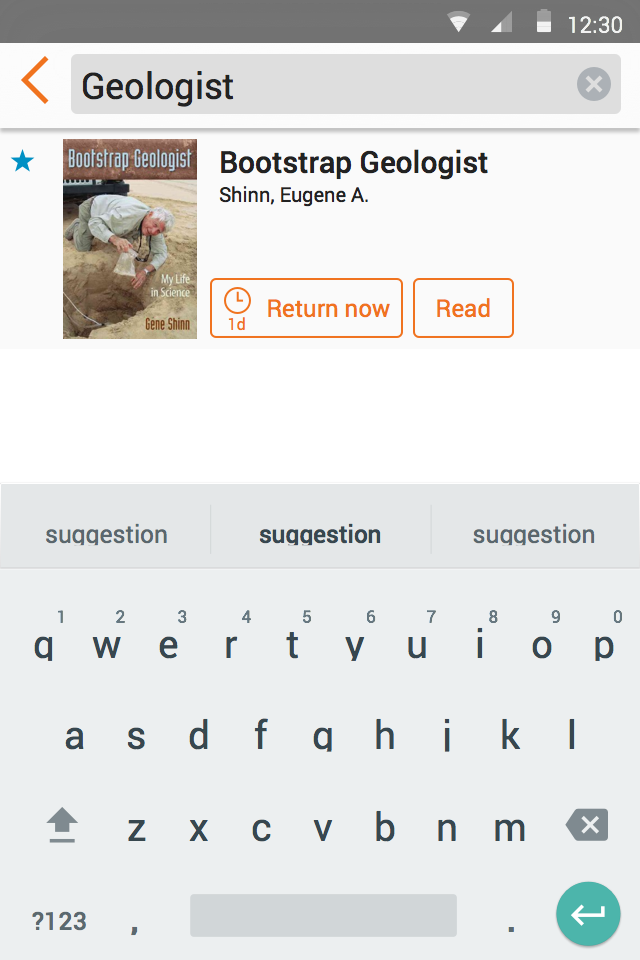 12:30
Geologist
Bootstrap Geologist
My Life
in Science
Gene Shinn
Bootstrap Geologist
Shinn, Eugene A.
1d Return now Read
suggestion suggestion suggestion
1 2 3 4 5 6 7 8 9 0
q w e r t y u i o p
a s d f g h j k l
z x c v b n m
?123 , .